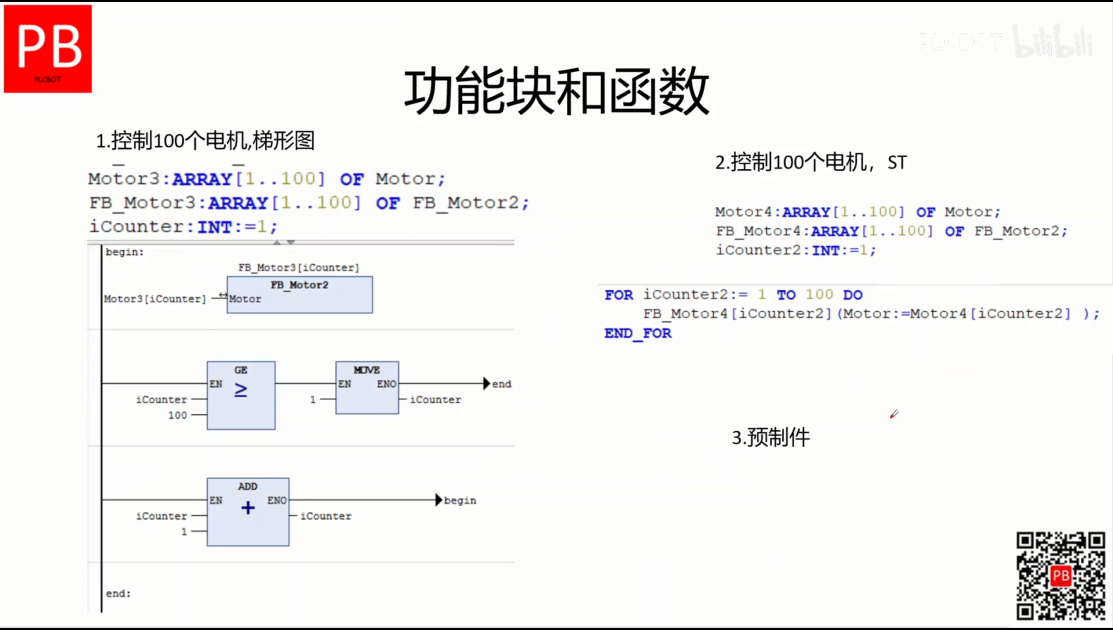 PB
PLCBOT
PLCBOT bilibili
功能块和函数
1.控制100个电机,梯形图
Motor3:ARRAY[1..100] OF Motor;
FB_Motor3:ARRAY[1..100] OF FB_Motor2;
iCounter:INT:=1;
begin:
FB_Motor3[iCounter]
FB_Motor2
Motor3[iCounter] Motor
GE MOVE
EN EN ENO end
≥
iCounter 1 iCounter
100
ADD
EN ENO begin
+
iCounter iCounter
1
end:
2.控制100个电机，ST
Motor4:ARRAY[1..100] OF Motor;
FB_Motor4:ARRAY[1..100] OF FB_Motor2;
iCounter2:INT:=1;
FOR iCounter2:= 1 TO 100 DO
FB_Motor4[iCounter2](Motor:=Motor4[iCounter2] );
END_FOR
3.预制件
PB